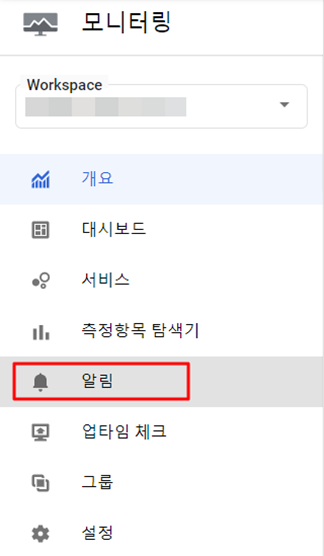 모니터링
Workspace
개요
대시보드
서비스
측정항목 탐색기
알림
업타임 체크
그룹
설정